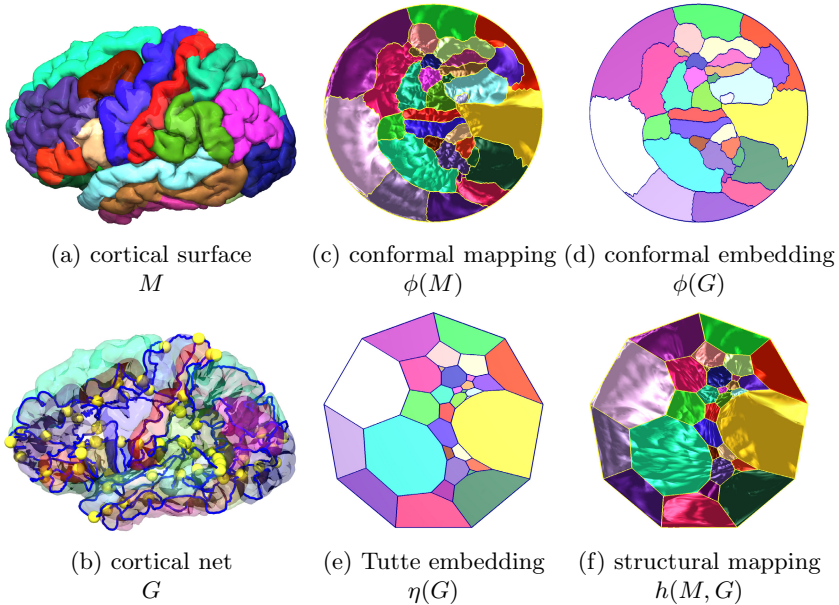 (a) cortical surface
M
(c) conformal mapping
ϕ(M)
(d) conformal embedding
ϕ(G)
(b) cortical net
G
(e) Tutte embedding
η(G)
(f) structural mapping
h(M, G)